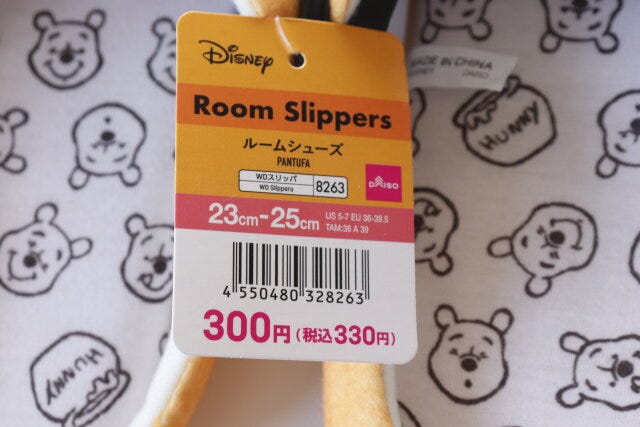 Disney
Room Slippers
ルームシューズ
PANTUFA
WDスリッパ
WD Slippers
8263
DAISO
23cm-25cm
US 5-7 EU 36-39.5
TAM:36 A 39
4 550480 328263
300円(税込330円)
MADE IN CHINA
DAISO
HUNNY
HUNNY